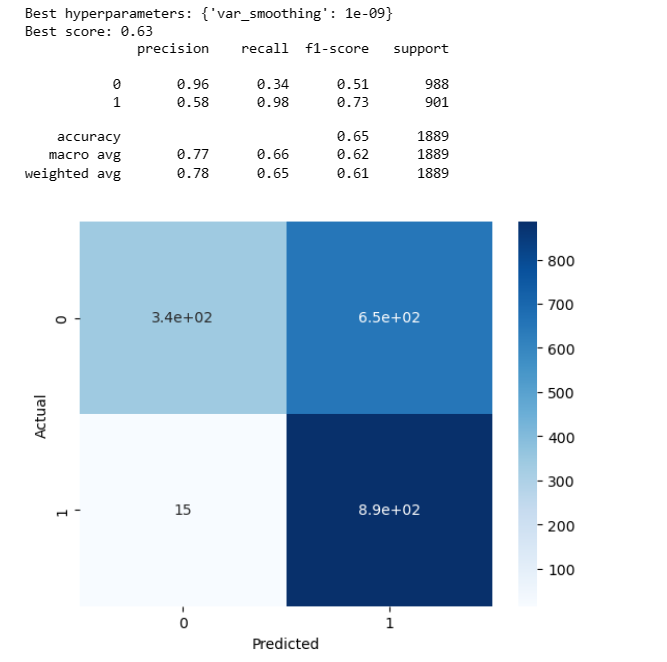 Best hyperparameters: {'var_smoothing': 1e-09}
Best score: 0.63
precision recall f1-score support
0 0.96 0.34 0.51 988
1 0.58 0.98 0.73 901
accuracy 0.65 1889
macro avg 0.77 0.66 0.62 1889
weighted avg 0.78 0.65 0.61 1889
800
700
600
500
400
300
200
100
0
3.4e+02 6.5e+02
Actual
1
15 8.9e+02
0 1
Predicted